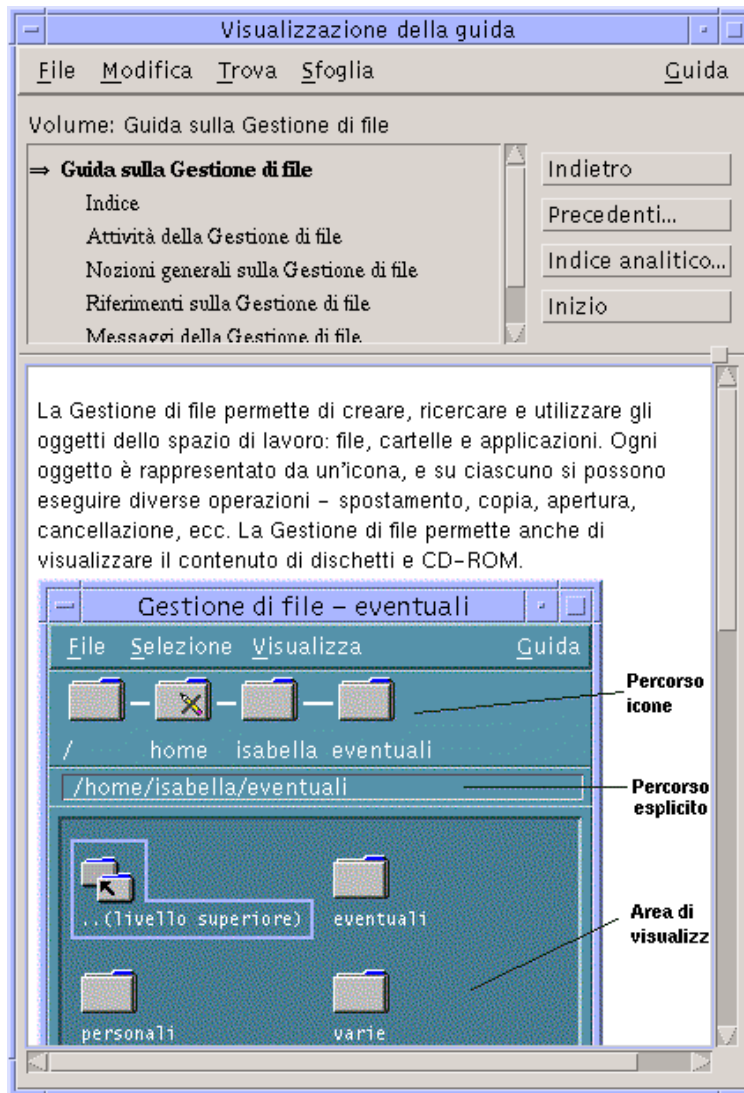 Visualizzazione della guida
File Modifica Trova Sfoglia Guida
Volume: Guida sulla Gestione di file
⇒ Guida sulla Gestione di file
Indice
Attività della Gestione di file
Nozioni generali sulla Gestione di file
Riferimenti sulla Gestione di file
Messaggi della Gestione di file
Indietro
Precedenti...
Indice analitico...
Inizio
La Gestione di file permette di creare, ricercare e utilizzare gli
oggetti dello spazio di lavoro: file, cartelle e applicazioni. Ogni
oggetto è rappresentato da un'icona, e su ciascuno si possono
eseguire diverse operazioni – spostamento, copia, apertura,
cancellazione, ecc. La Gestione di file permette anche di
visualizzare il contenuto di dischetti e CD-ROM.
Gestione di file – eventuali
File Selezione Visualizza Guida
/ home isabella eventuali
Percorso
icone
/home/isabella/eventuali
Percorso
esplicito
..(livello superiore) eventuali
Area di
visualizz
personali varie